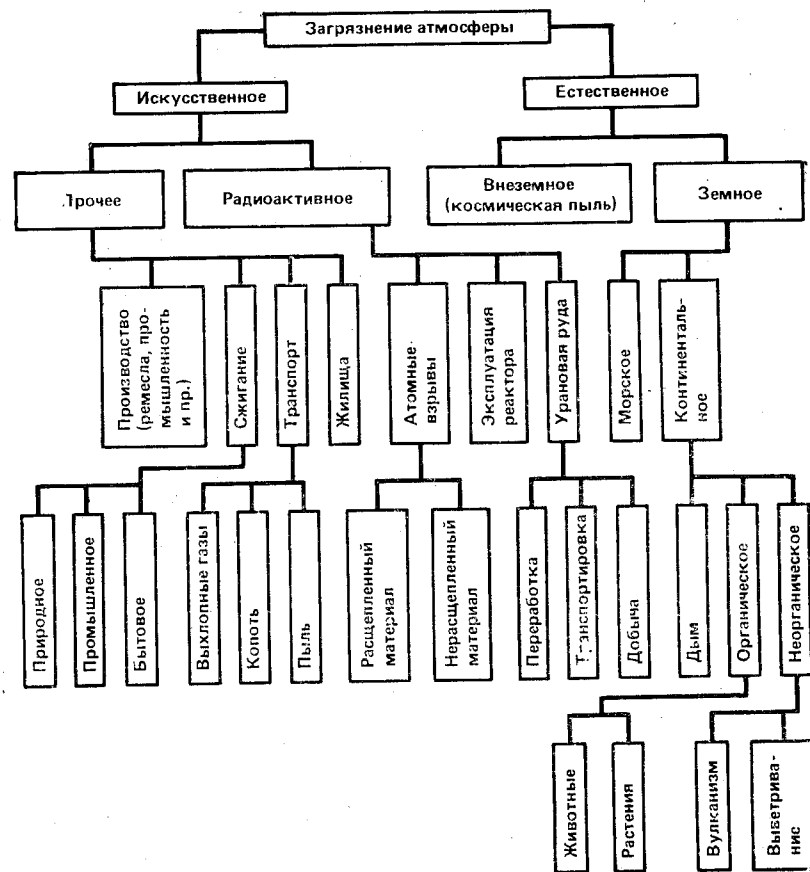 Загрязнение атмосферы
Искусственное
Естественное
Прочее
Радиоактивное
Внеземное
(космическая пыль)
Земное
Производство
(ремесла, про-
мышленность
и пр.)
Сжигание
Транспорт
Жилища
Атомные
взрывы
Эксплуатация
реактора
Урановая руда
Морское
Континенталь-
ное
Природное
Промышленное
Бытовое
Выхлопные газы
Копоть
Пыль
Расщепленный
материал
Нерасщепленный
материал
Переработка
Транспортировка
Добыча
Дым
Органическое
Неорганическое
Животные
Растения
Вулканизм
Выветрива-
ние